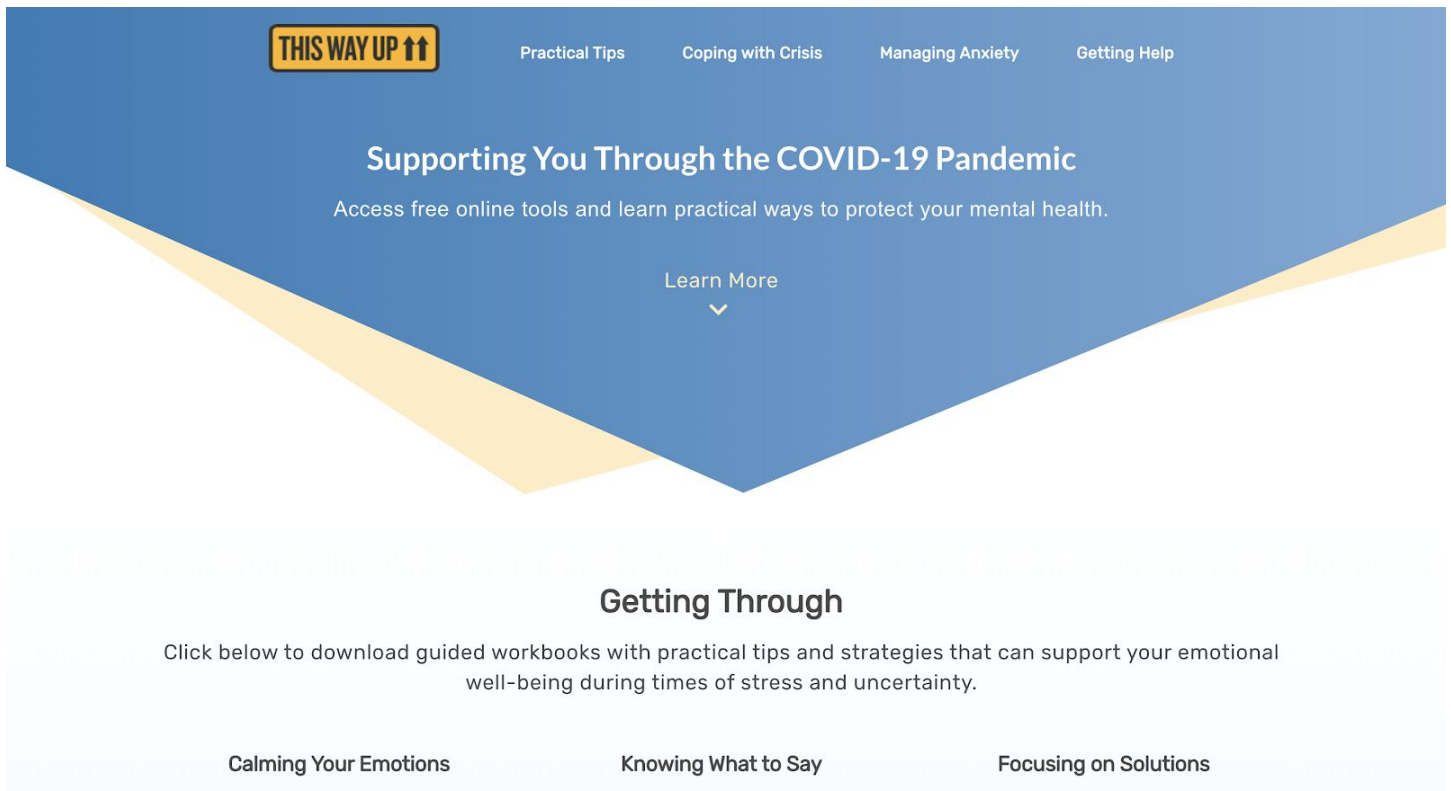 THIS WAY UP
Practical Tips
Coping with Crisis
Managing Anxiety
Getting Help
Supporting You Through the COVID-19 Pandemic
Access free online tools and learn practical ways to protect your mental health.
Learn More
Getting Through
Click below to download guided workbooks with practical tips and strategies that can support your emotional
well-being during times of stress and uncertainty.
Calming Your Emotions
Knowing What to Say
Focusing on Solutions